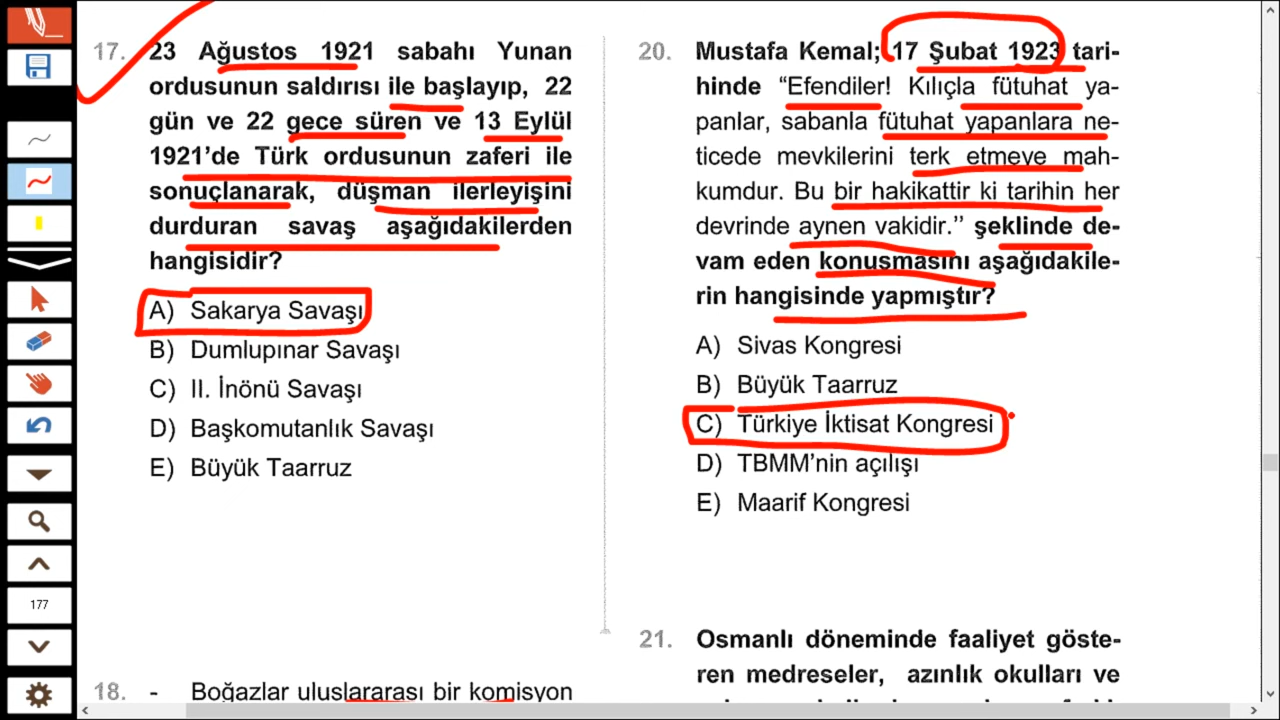 17. 23 Ağustos 1921 sabahı Yunan
ordusunun saldırısı ile başlayıp, 22
gün ve 22 gece süren ve 13 Eylül
1921’de Türk ordusunun zaferi ile
sonuçlanarak, düşman ilerleyişini
durduran savaş aşağıdakilerden
hangisidir?
A) Sakarya Savaşı
B) Dumlupınar Savaşı
C) II. İnönü Savaşı
D) Başkomutanlık Savaşı
E) Büyük Taarruz
18. - Boğazlar uluslararası bir komisyon
20. Mustafa Kemal; 17 Şubat 1923 tari-
hinde “Efendiler! Kılıçla fütuhat ya-
panlar, sabanla fütuhat yapanlara ne-
ticede mevkilerini terk etmeye mah-
kumdur. Bu bir hakikattir ki tarihin her
devrinde aynen vakidir.’’ şeklinde de-
vam eden konuşmasını aşağıdakile-
rin hangisinde yapmıştır?
A) Sivas Kongresi
B) Büyük Taarruz
C) Türkiye İktisat Kongresi
D) TBMM’nin açılışı
E) Maarif Kongresi
21. Osmanlı döneminde faaliyet göste-
ren medreseler, azınlık okulları ve
177